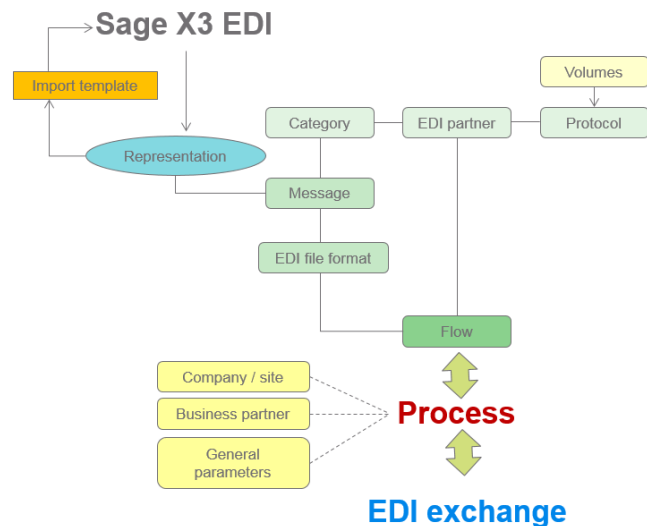 Sage X3 EDI
Import template
Volumes
Category
EDI partner
Protocol
Representation
Message
EDI file format
Flow
Company / site
Business partner
Process
General
parameters
EDI exchange